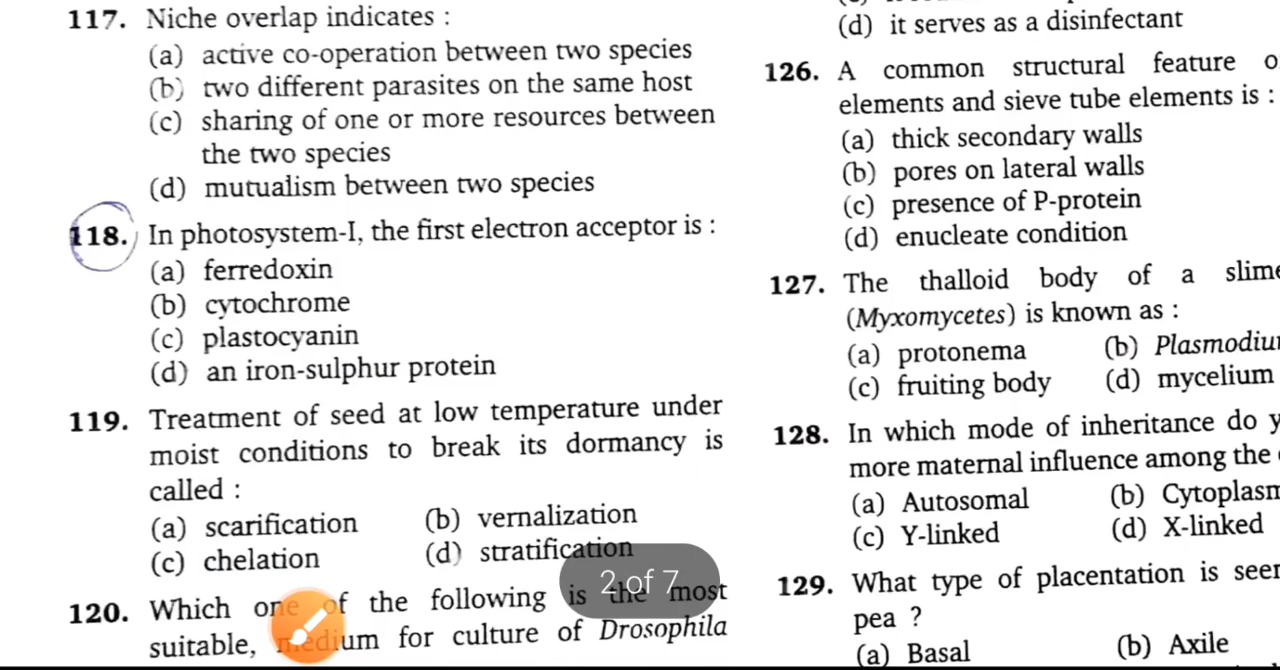 117. Niche overlap indicates :
(a) active co-operation between two species
(b) two different parasites on the same host
(c) sharing of one or more resources between
the two species
(d) mutualism between two species
118. In photosystem-I, the first electron acceptor is :
(a) ferredoxin
(b) cytochrome
(c) plastocyanin
(d) an iron-sulphur protein
119. Treatment of seed at low temperature under
moist conditions to break its dormancy is
called :
(a) scarification (b) vernalization
(c) chelation (d) stratification
2 of 7
120. Which one of the following is the most
suitable, medium for culture of Drosophila
(d) it serves as a disinfectant
126. A common structural feature o
elements and sieve tube elements is :
(a) thick secondary walls
(b) pores on lateral walls
(c) presence of P-protein
(d) enucleate condition
127. The thalloid body of a slime
(Myxomycetes) is known as :
(a) protonema (b) Plasmodiu
(c) fruiting body (d) mycelium
128. In which mode of inheritance do y
more maternal influence among the
(a) Autosomal (b) Cytoplasm
(c) Y-linked (d) X-linked
129. What type of placentation is seen
pea ?
(a) Basal (b) Axile